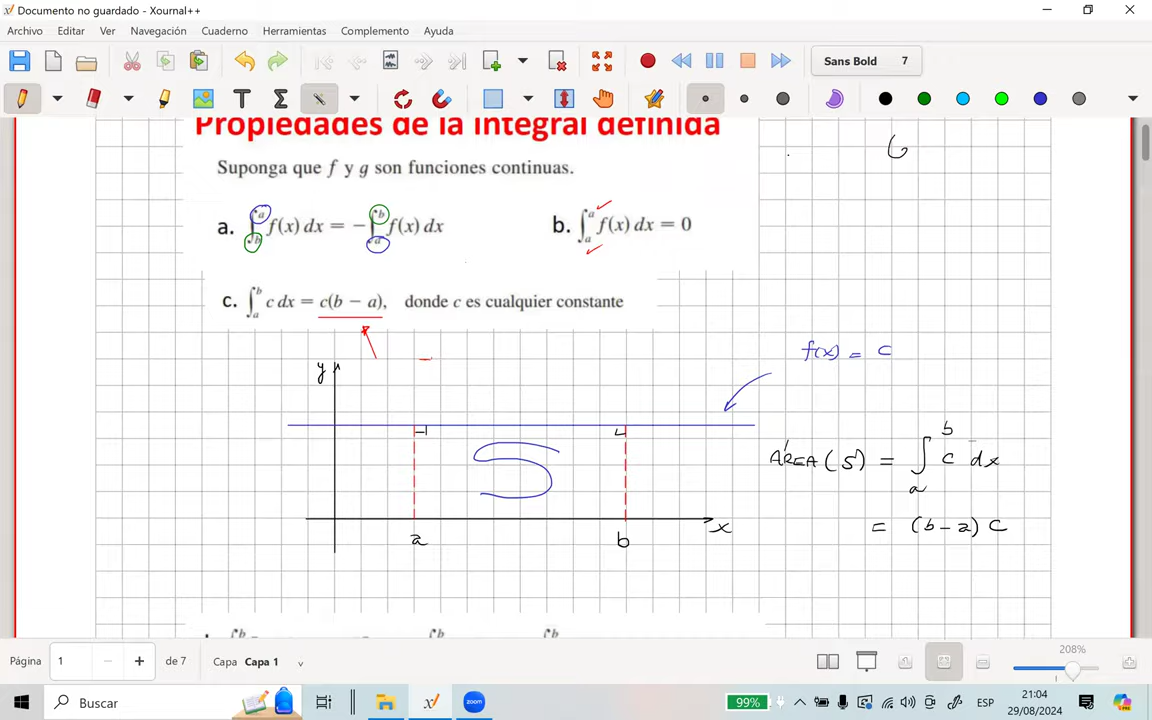 Documento no guardado - Xournal++
Archivo Editar Ver Navegación Cuaderno Herramientas Complemento Ayuda
Sans Bold 7
Propiedades de la integral definida
6
Suponga que f y g son funciones continuas.
a. ∫_b^a f(x) dx = −∫_a^b f(x) dx
b. ∫_a^a f(x) dx = 0
c. ∫_a^b c dx = c(b − a), donde c es cualquier constante
y
f(x) = c
S
ÁREA(S) = ∫_a^b c dx
= (b-a) c
x
a
b
Página 1 de 7 Capa Capa 1
208%
Buscar
99%
ESP
21:04
29/08/2024